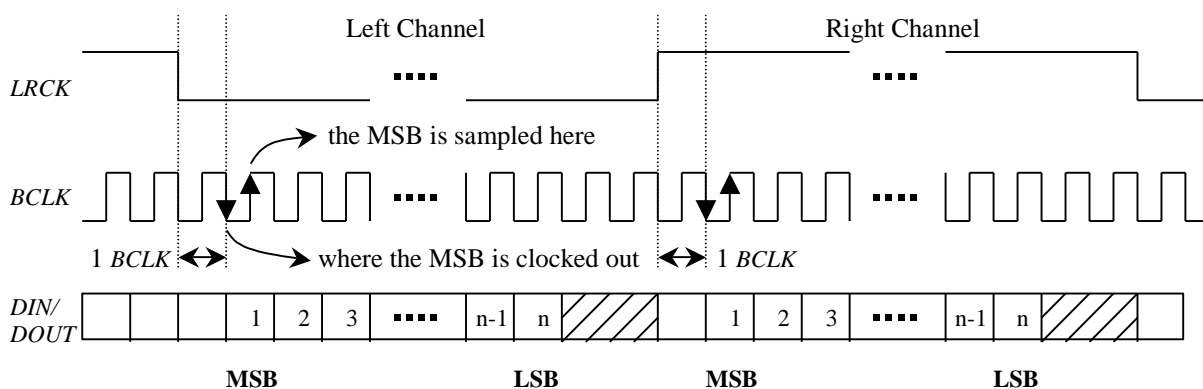 Left Channel Right Channel
LRCK
the MSB is sampled here
BCLK
1 BCLK where the MSB is clocked out 1 BCLK
DIN/
DOUT
1 2 3 n-1 n 1 2 3 n-1 n
MSB LSB MSB LSB